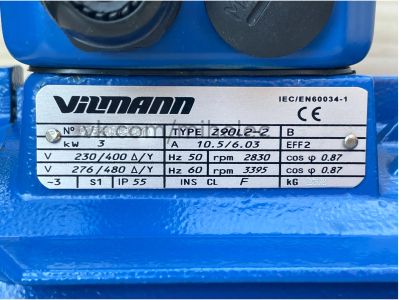 VILMANN
IEC/EN60034-1
CE
N° TYPE 290L2-2 B
kW 3 A 10.5/6.03 EFF2
V 230/400 Δ/Y Hz 50 rpm 2830 cos φ 0.87
V 276/480 Δ/Y Hz 60 rpm 3395 cos φ 0.87
~3 S1 IP 55 INS CL F kG